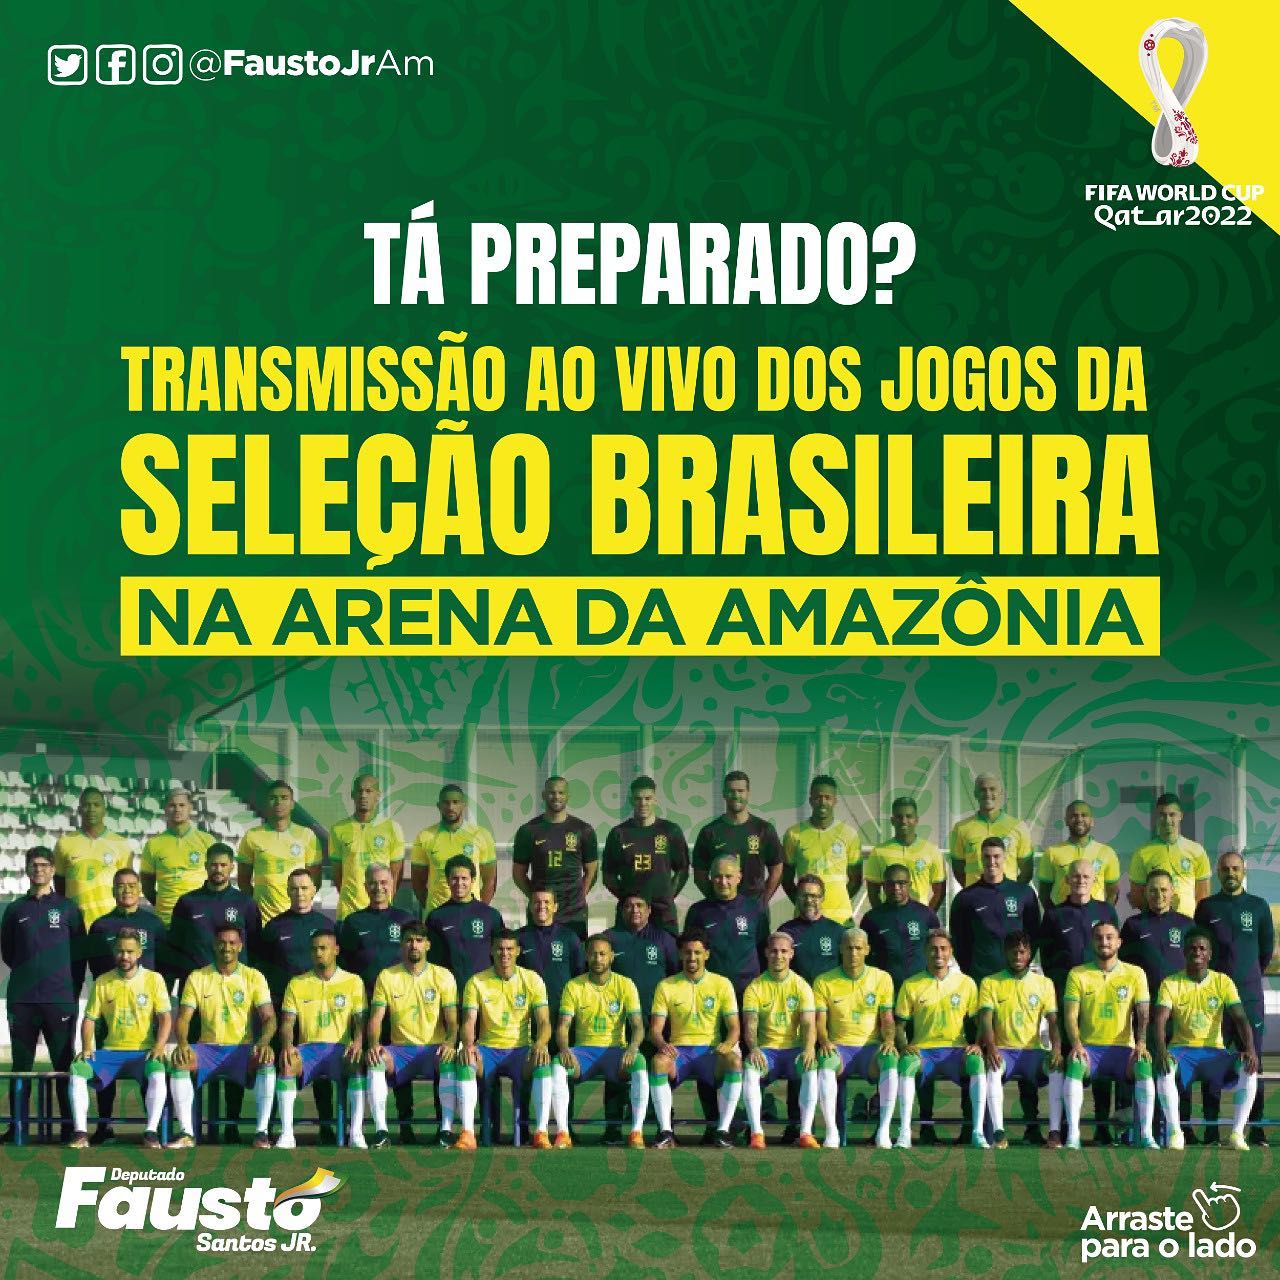 @FaustoJrAm
FIFA WORLD CUP
Qatar2022
TÁ PREPARADO?
TRANSMISSÃO AO VIVO DOS JOGOS DA
SELEÇÃO BRASILEIRA
NA ARENA DA AMAZÔNIA
12
23
16
Deputado
Fausto
Santos JR.
Arraste
para o lado